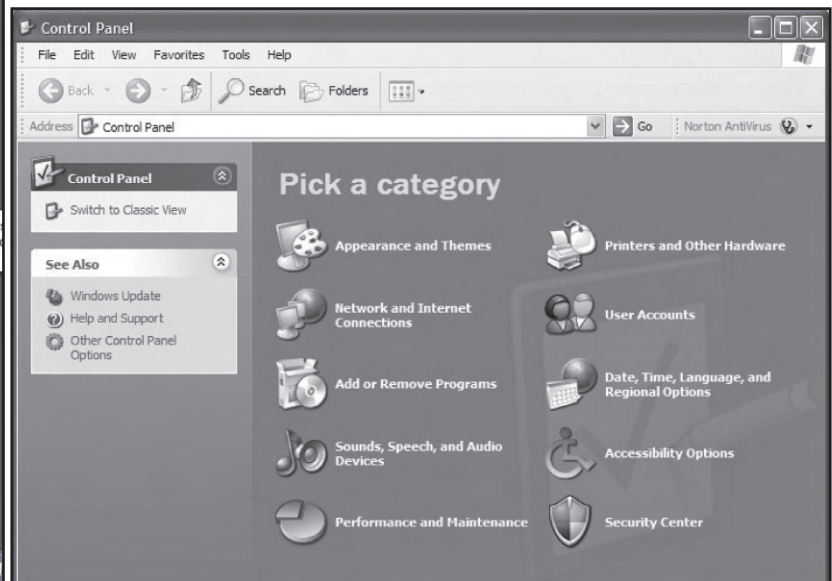 Control Panel
File Edit View Favorites Tools Help
Back Search Folders
Address Control Panel Go Norton AntiVirus
Control Panel
Switch to Classic View
See Also
Windows Update
Help and Support
Other Control Panel
Options
Pick a category
Appearance and Themes
Printers and Other Hardware
Network and Internet
Connections
User Accounts
Add or Remove Programs
Date, Time, Language, and
Regional Options
Sounds, Speech, and Audio
Devices
Accessibility Options
Performance and Maintenance
Security Center